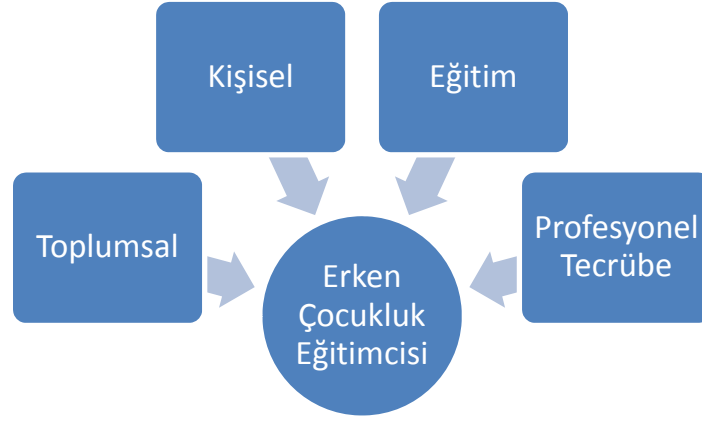 Kişisel
Eğitim
Toplumsal
Profesyonel
Tecrübe
Erken
Çocukluk
Eğitimcisi